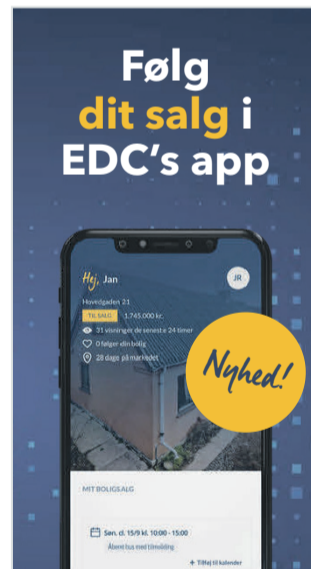 Følg
dit salg i
EDC's app
Hej, Jan
JR
Hovedgaden 21
TIL SALG 1.745.000 kr.
31 visninger de seneste 24 timer
0 følger din bolig
28 dage på markedet
Nyhed!
MIT BOLIGSALG
Søn. d. 15/9 kl. 10:00 - 15:00
Åbent hus med tilmelding
+ Tilføj til kalender